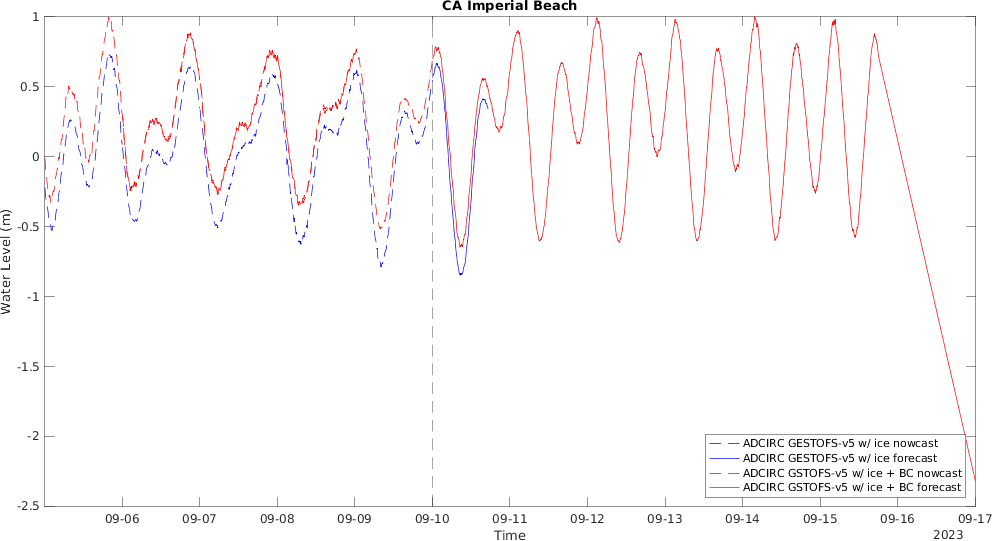 CA Imperial Beach
1
0.5
0
-0.5
-1
-1.5
-2
-2.5
Water Level (m)
ADCIRC GESTOFS-v5 w/ ice nowcast
ADCIRC GESTOFS-v5 w/ ice forecast
ADCIRC GSTOFS-v5 w/ ice + BC nowcast
ADCIRC GSTOFS-v5 w/ ice + BC forecast
09-06 09-07 09-08 09-09 09-10 09-11 09-12 09-13 09-14 09-15 09-16 09-17
Time
2023